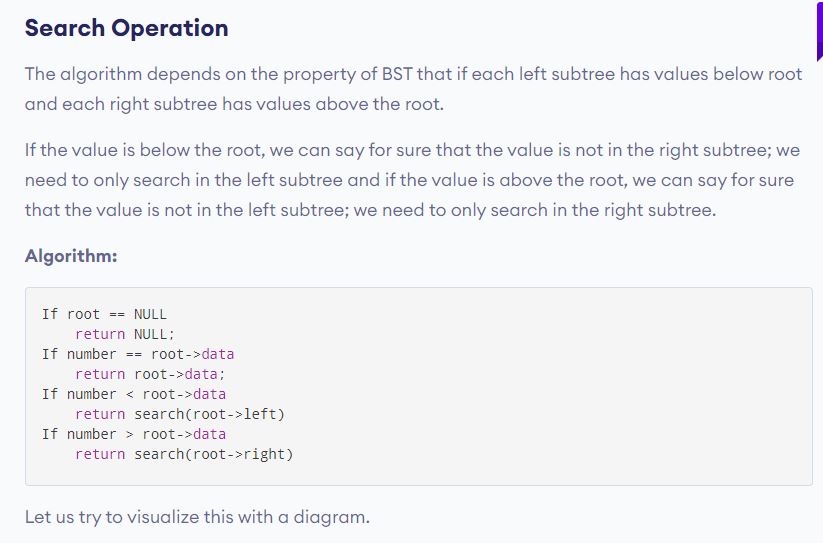 Search Operation
The algorithm depends on the property of BST that if each left subtree has values below root
and each right subtree has values above the root.
If the value is below the root, we can say for sure that the value is not in the right subtree; we
need to only search in the left subtree and if the value is above the root, we can say for sure
that the value is not in the left subtree; we need to only search in the right subtree.
Algorithm:
If root == NULL
    return NULL;
If number == root->data
    return root->data;
If number < root->data
    return search(root->left)
If number > root->data
    return search(root->right)
Let us try to visualize this with a diagram.